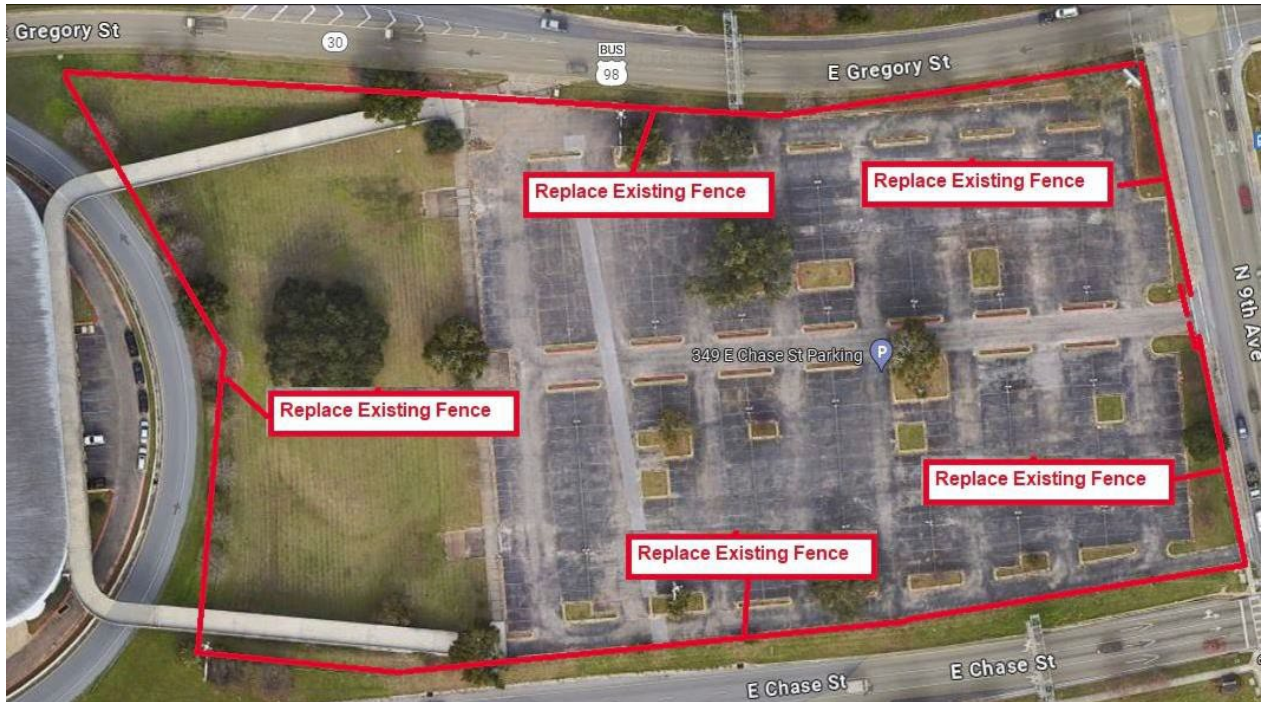 E Gregory St
30
BUS
98
E Gregory St
Replace Existing Fence
Replace Existing Fence
N 9th Ave
349 E Chase St Parking
P
Replace Existing Fence
Replace Existing Fence
Replace Existing Fence
E Chase St
E Chase St